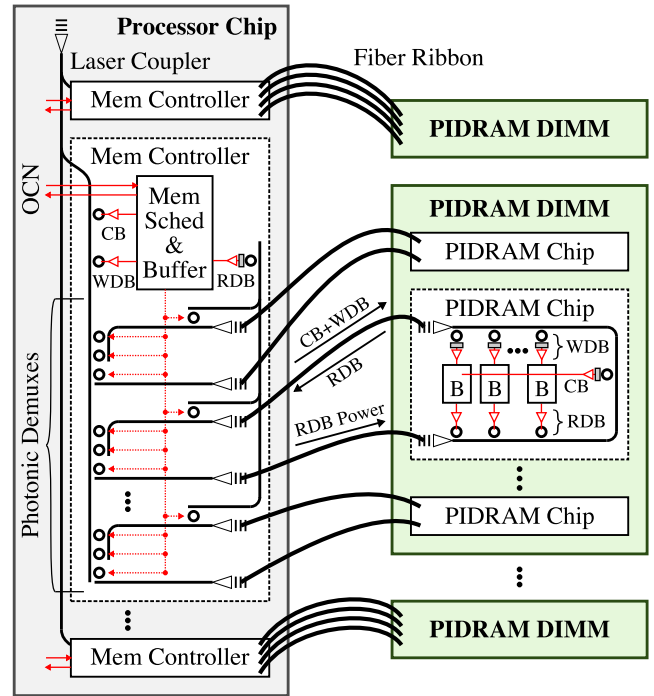 Processor Chip
Laser Coupler
Fiber Ribbon
Mem Controller
PIDRAM DIMM
OCN
Mem Controller
Mem
Sched
&
Buffer
CB
WDB
RDB
PIDRAM DIMM
PIDRAM Chip
CB+WDB
RDB
RDB Power
PIDRAM Chip
WDB
B
B
B
CB
RDB
Photonic Demuxes
PIDRAM Chip
Mem Controller
PIDRAM DIMM